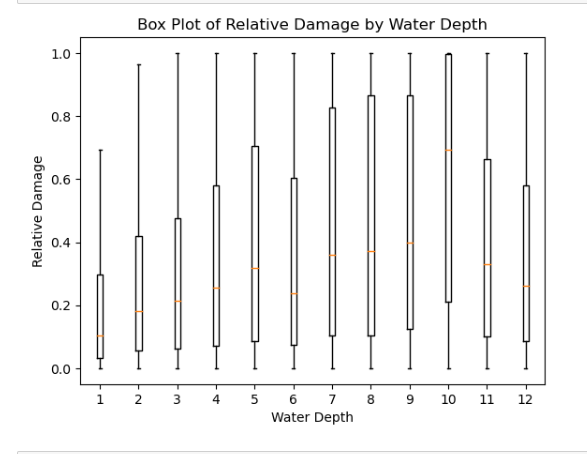 Box Plot of Relative Damage by Water Depth
1.0
0.8
0.6
0.4
0.2
0.0
Relative Damage
1 2 3 4 5 6 7 8 9 10 11 12
Water Depth